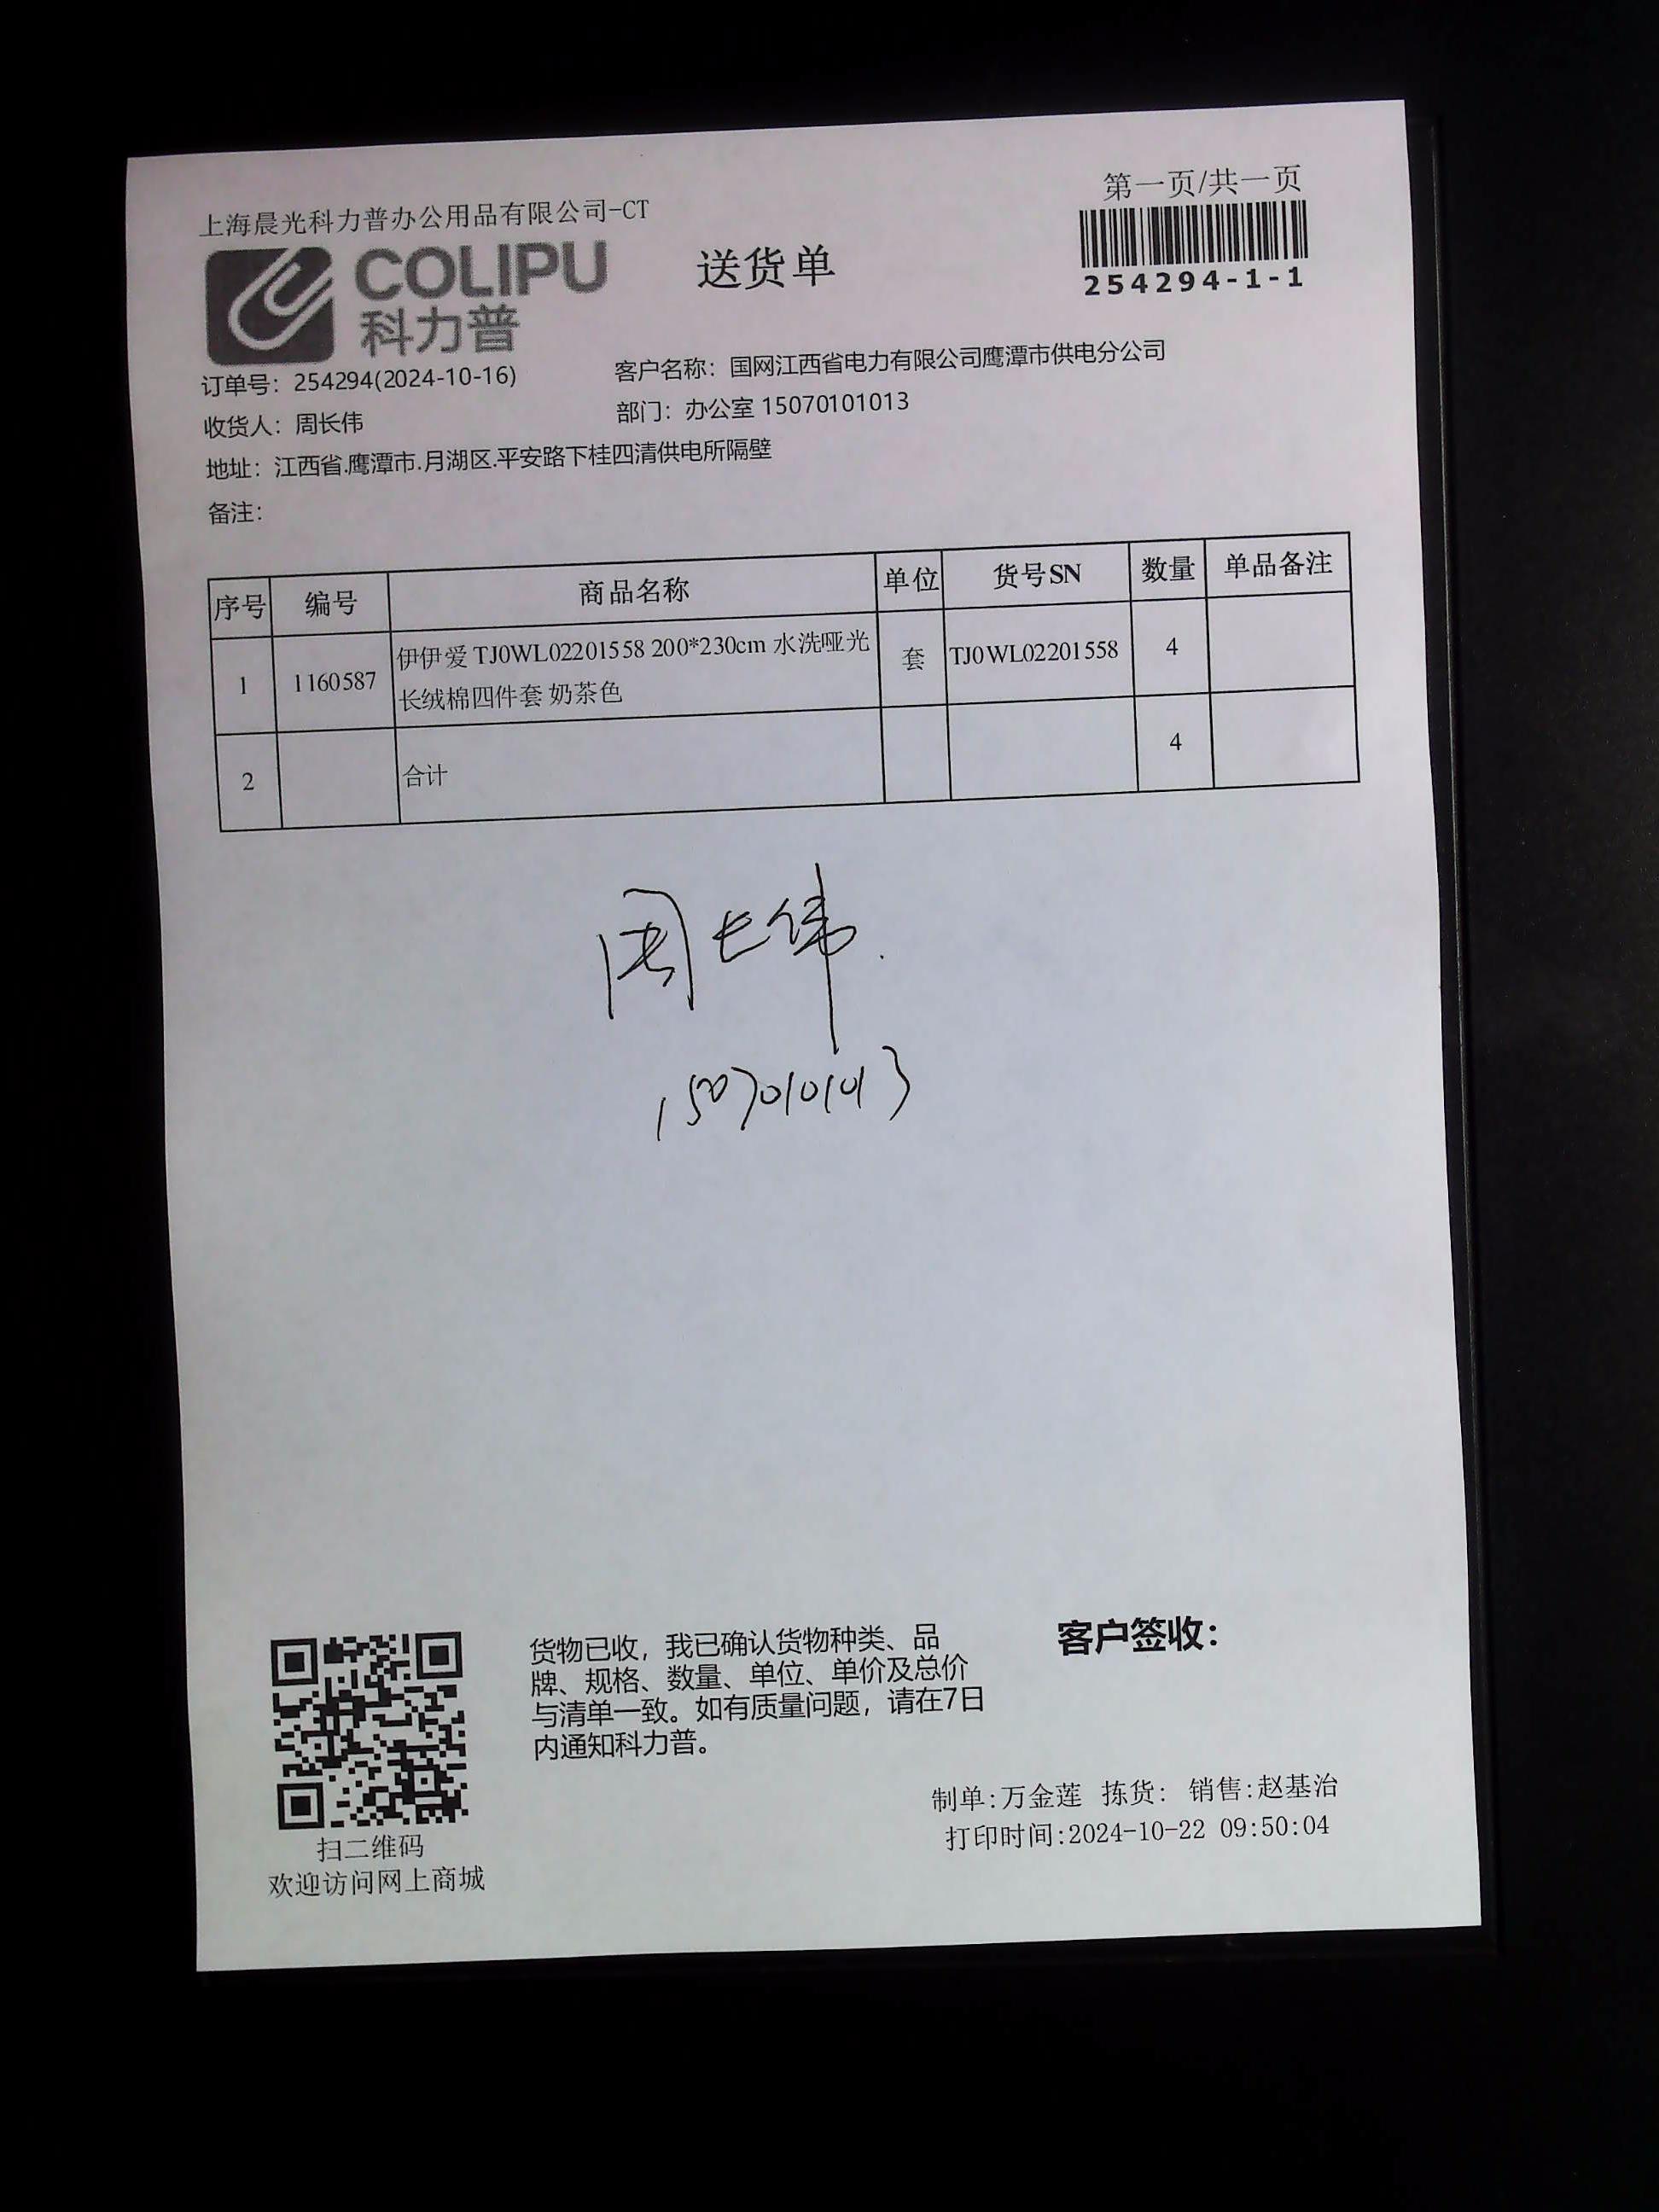 第一页/共一页
上海晨光科力普办公用品有限公司-CT
COLIPU
科力普
送货单
254294-1-1
订单号：254294(2024-10-16)
客户名称：国网江西省电力有限公司鹰潭市供电分公司
收货人：周长伟
部门：办公室 15070101013
地址：江西省.鹰潭市.月湖区.平安路下桂四清供电所隔壁
备注：
序号 编号 商品名称 单位 货号SN 数量 单品备注
1 1160587 伊伊爱 TJ0WL02201558 200*230cm 水洗哑光 套 TJ0WL02201558 4
长绒棉四件套 奶茶色
2 合计 4
周长伟.
15070101013
货物已收，我已确认货物种类、品
牌、规格、数量、单位、单价及总价
与清单一致。如有质量问题，请在7日
内通知科力普。
客户签收：
制单:万金莲 拣货: 销售:赵基治
打印时间:2024-10-22 09:50:04
扫二维码
欢迎访问网上商城